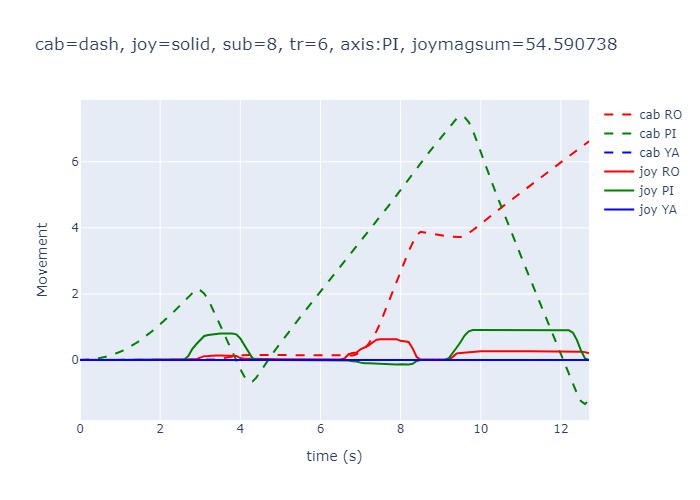 cab=dash, joy=solid, sub=8, tr=6, axis:PI, joymagsum=54.590738
cab RO
cab PI
cab YA
joy RO
joy PI
joy YA
Movement
6
4
2
0
0 2 4 6 8 10 12
time (s)